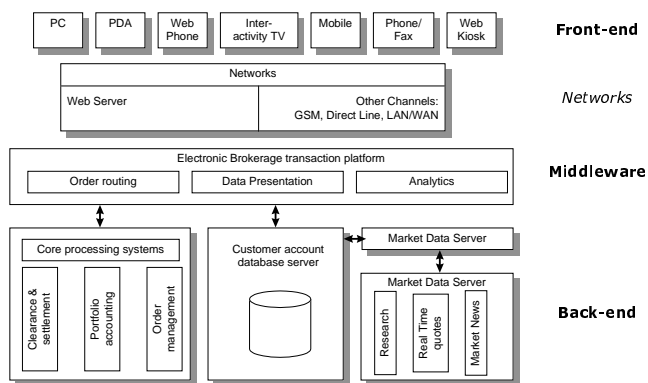 PC
PDA
Web
Phone
Inter-
activity TV
Mobile
Phone/
Fax
Web
Kiosk
Front-end
Networks
Web Server
Other Channels:
GSM, Direct Line, LAN/WAN
Networks
Electronic Brokerage transaction platform
Order routing
Data Presentation
Analytics
Middleware
Core processing systems
Clearance &
settlement
Portfolio
accounting
Order
management
Customer account
database server
Market Data Server
Market Data Server
Research
Real Time
quotes
Market News
Back-end